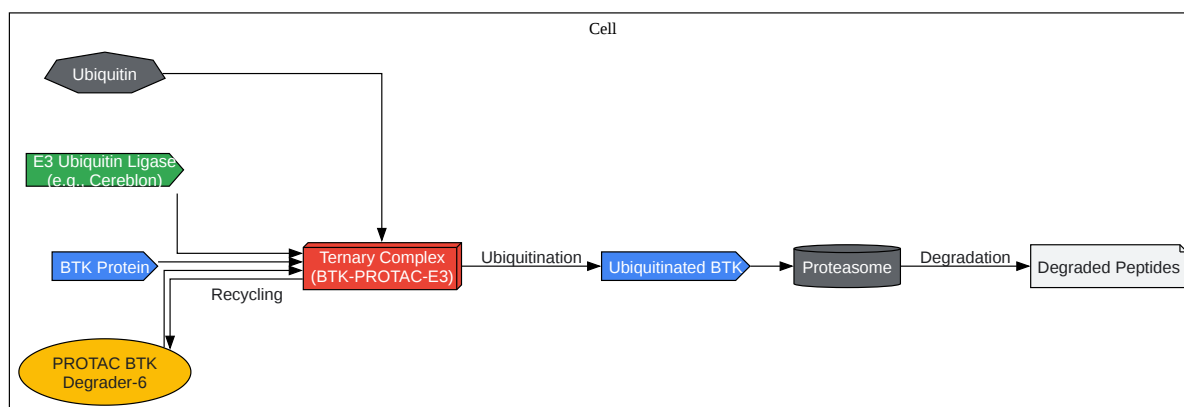 Cell
Ubiquitin
E3 Ubiquitin Ligase
(e.g., Cereblon)
BTK Protein
Recycling
Ternary Complex
(BTK-PROTAC-E3)
Ubiquitination
Ubiquitinated BTK
Proteasome
Degradation
Degraded Peptides
PROTAC BTK
Degrader-6